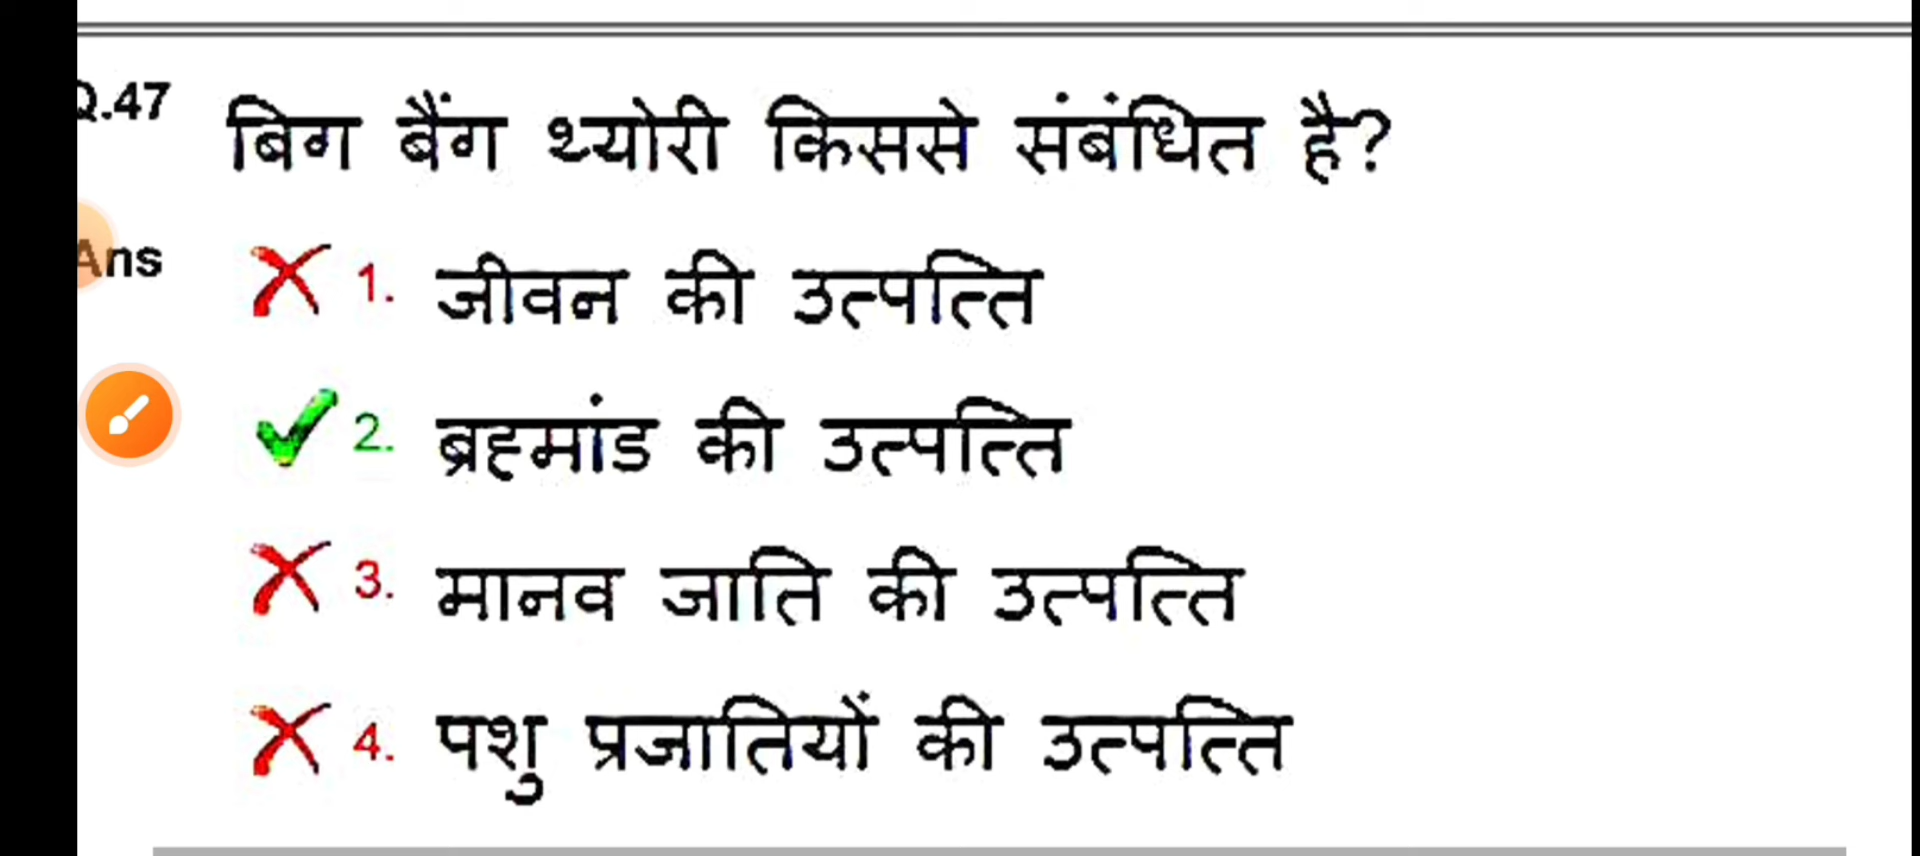 Q.47 बिग बैंग थ्योरी किससे संबंधित है?
Ans 1. जीवन की उत्पत्ति
2. ब्रह्मांड की उत्पत्ति
3. मानव जाति की उत्पत्ति
4. पशु प्रजातियों की उत्पत्ति